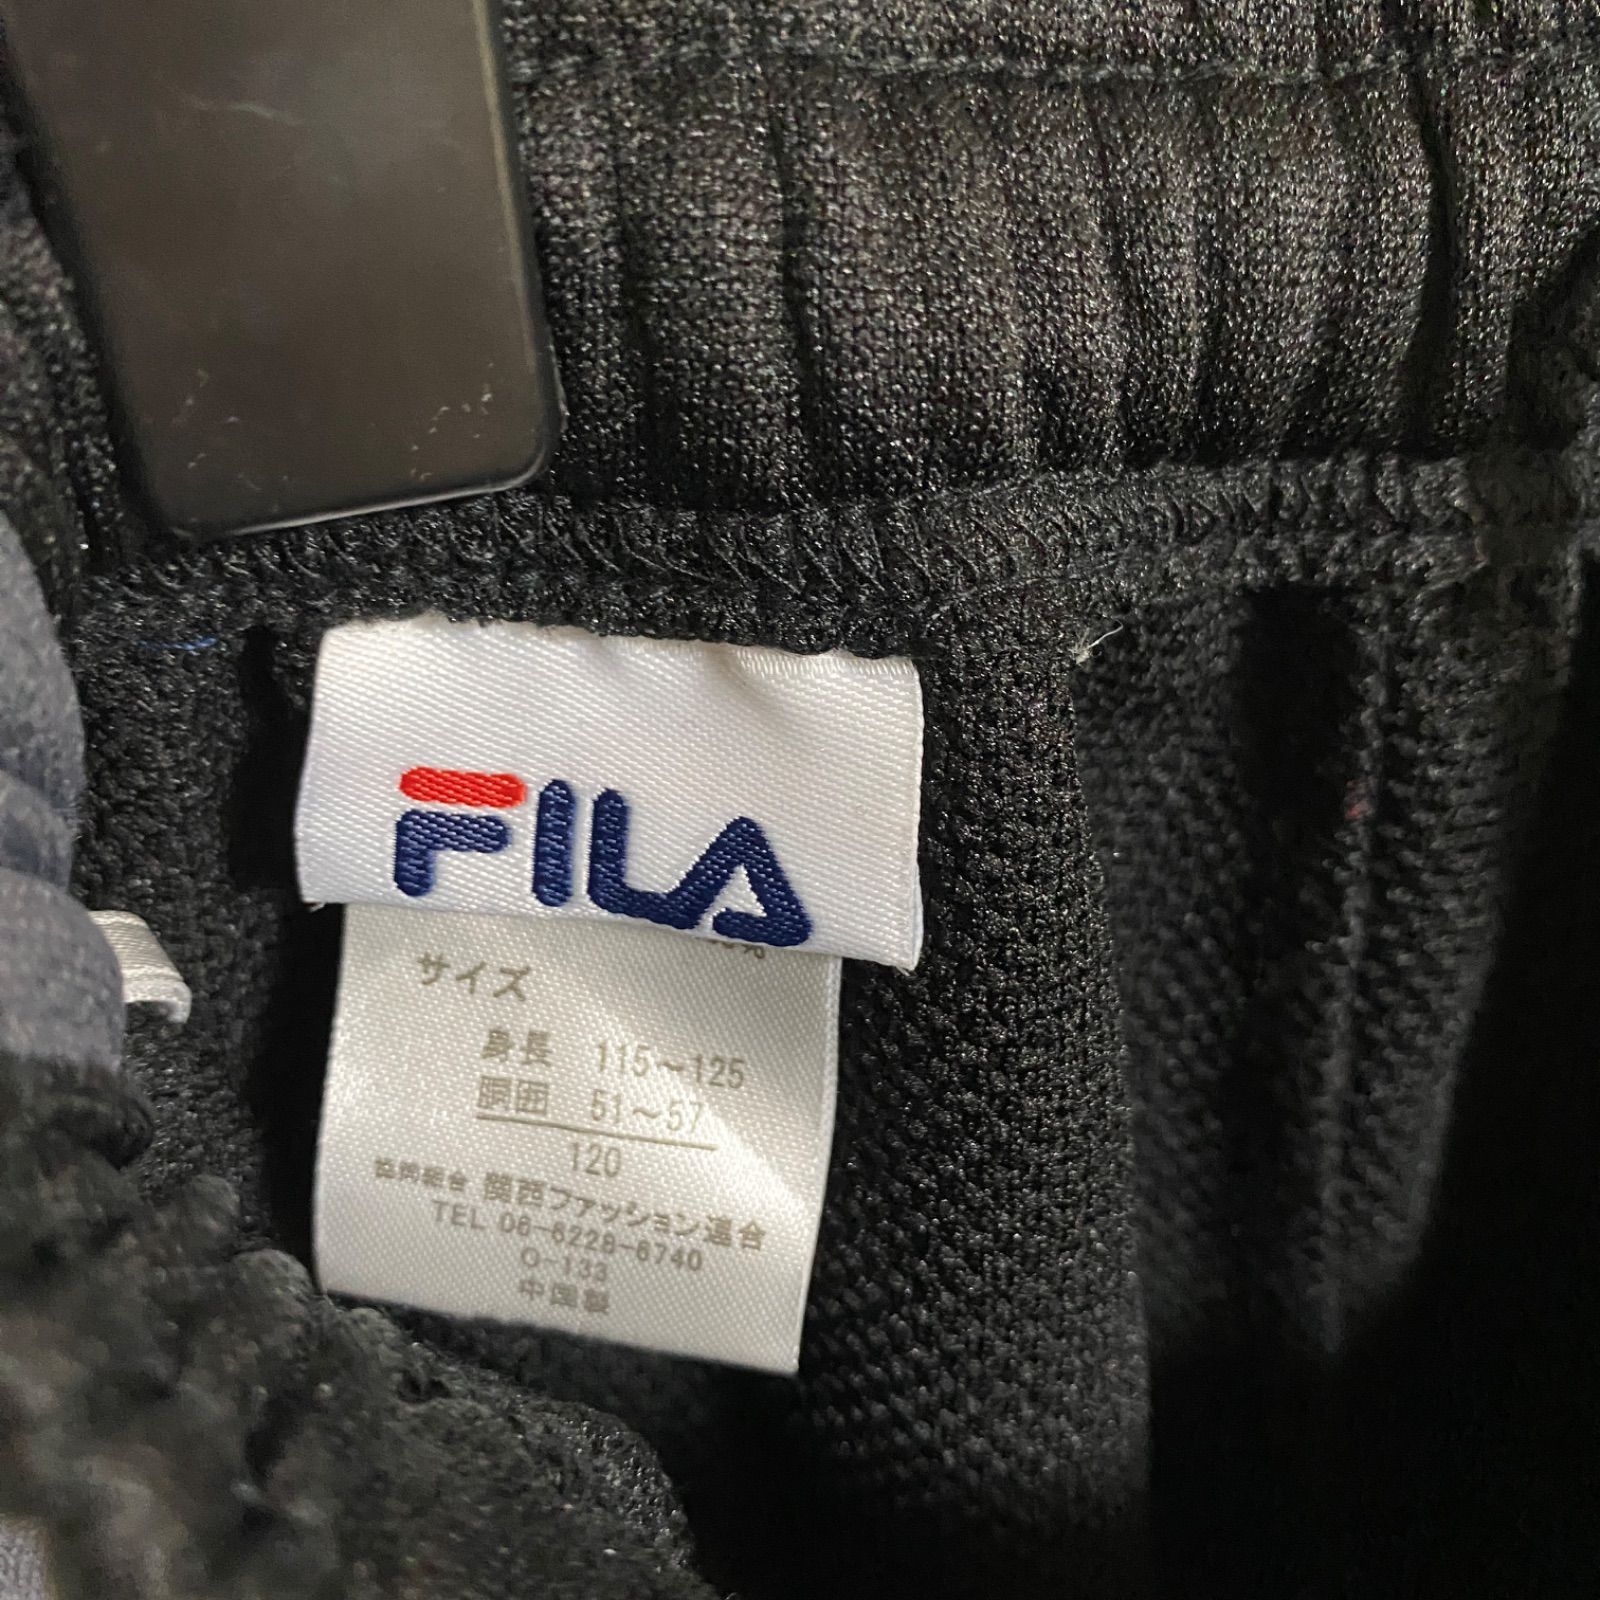 FILA
サイズ
身長 115～125
胴囲 51～57
120
協同組合 関西ファッション連合
TEL 06-6228-6740
O-133
中国製